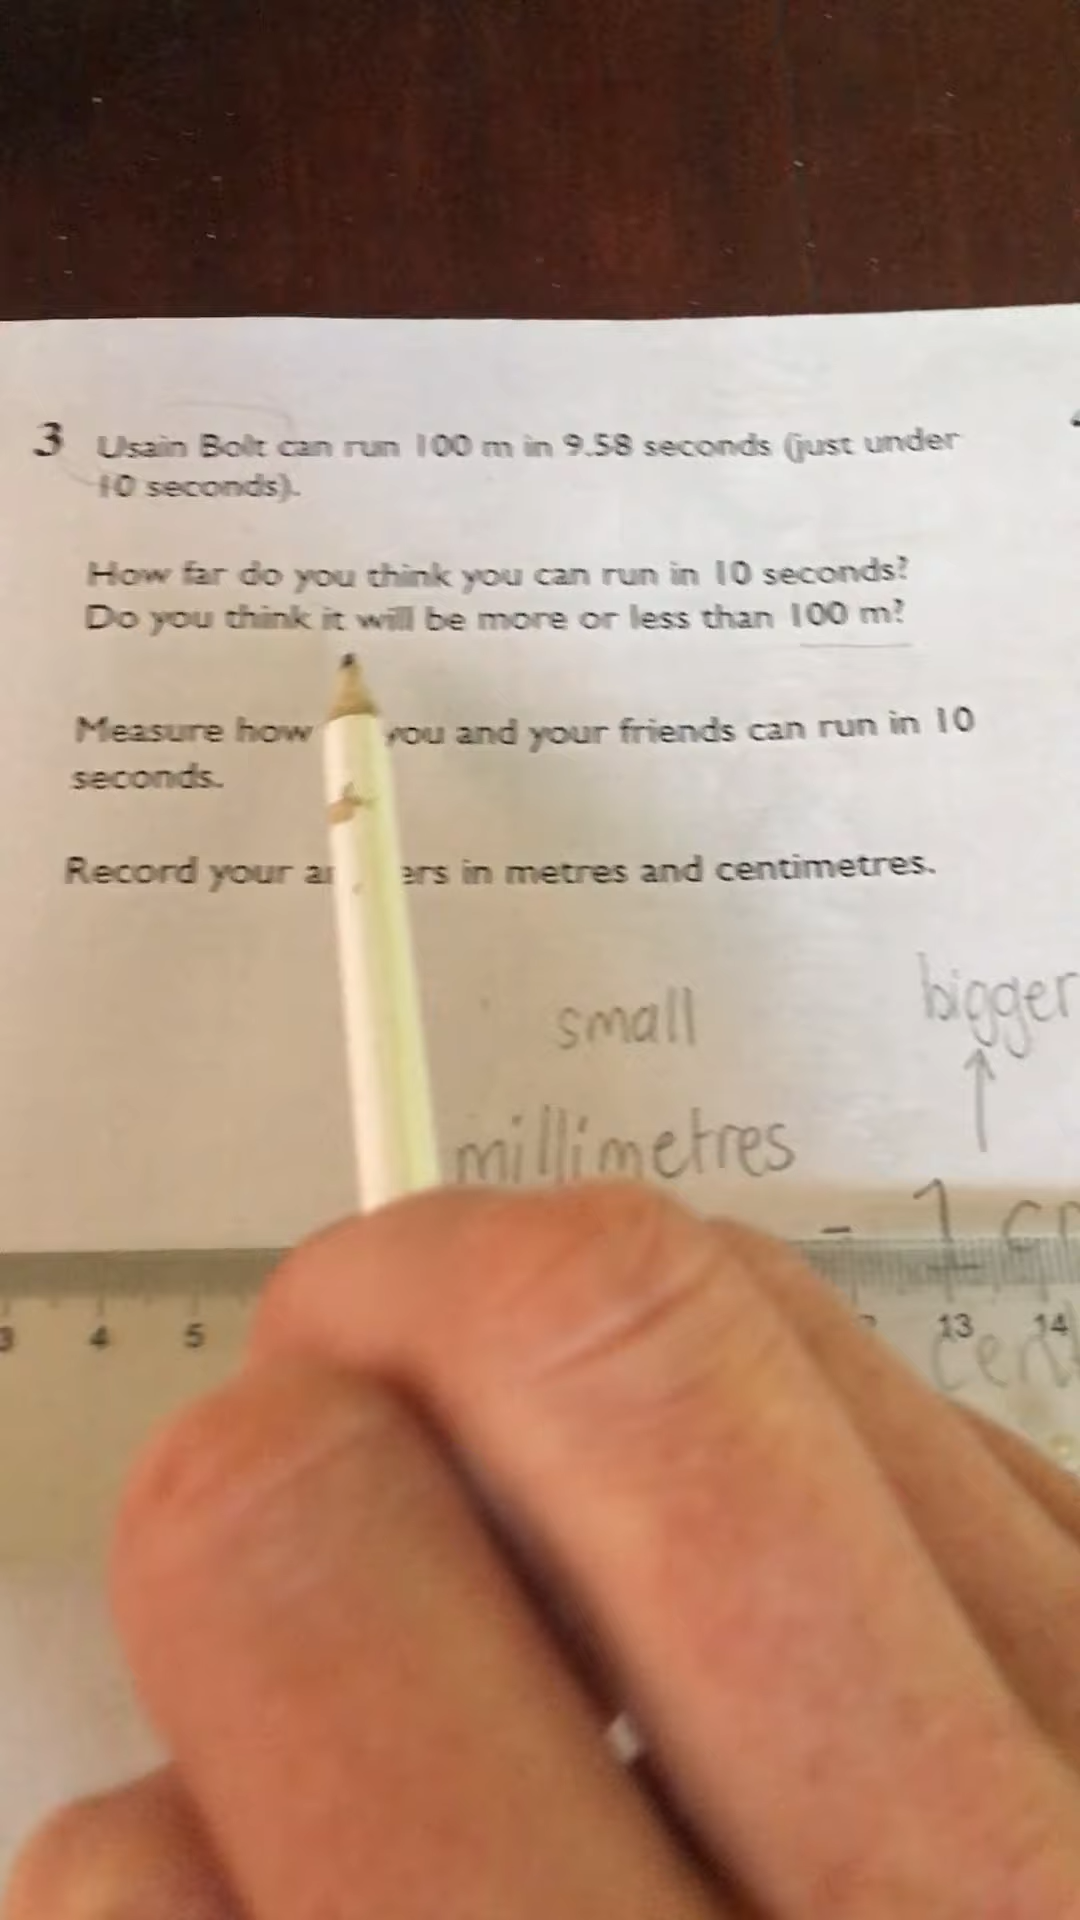 3 Usain Bolt can run 100 m in 9.58 seconds (just under
10 seconds).
How far do you think you can run in 10 seconds?
Do you think it will be more or less than 100 m?
Measure how you and your friends can run in 10
seconds.
Record your in metres and centimetres.
small bigger
millimetres
- 1
3 4 5 13 14